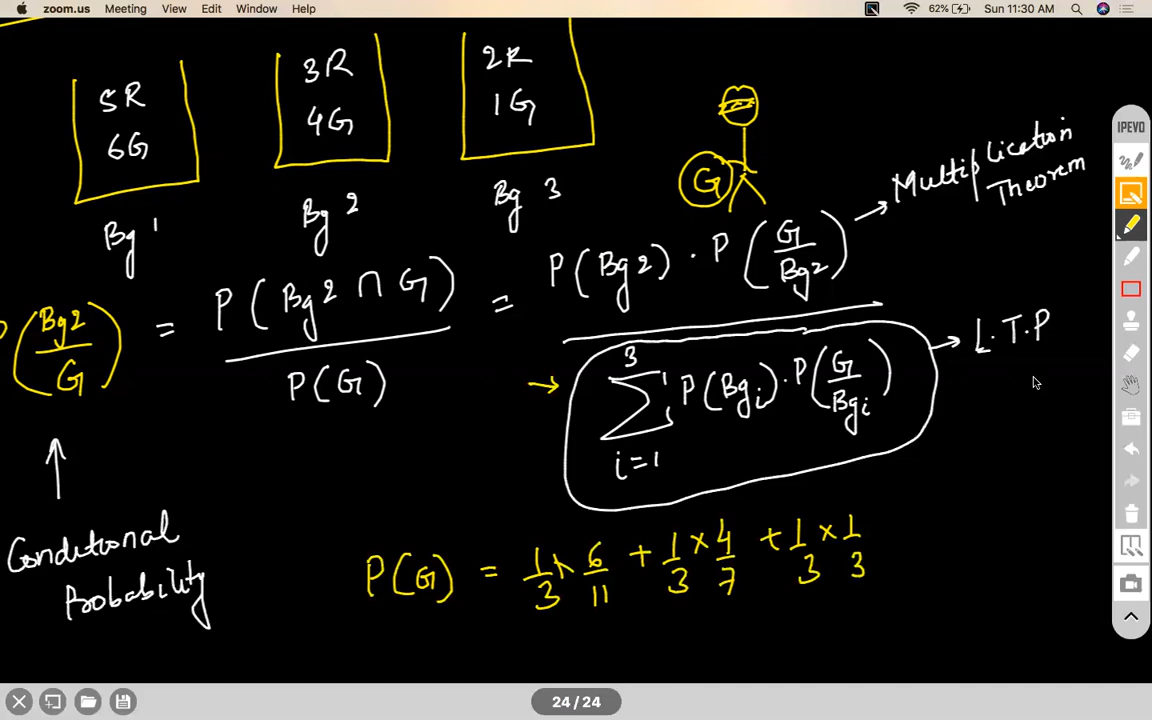 zoom.us Meeting View Edit Window Help 62% Sun 11:30 AM
5R
6G
Bg 1
3R
4G
Bg 2
2R
1G
Bg 3
G
Multiplication
Theorem
P(Bg2/G) = P(Bg2 ∩ G)/P(G) = P(Bg2) · P(G/Bg2) / ∑ i=1 3 P(Bgi) · P(G/Bgi)
L.T.P
Conditional
Probability
P(G) = 1/3 × 6/11 + 1/3 × 4/7 + 1/3 × 1/3
IPEVO
24 / 24